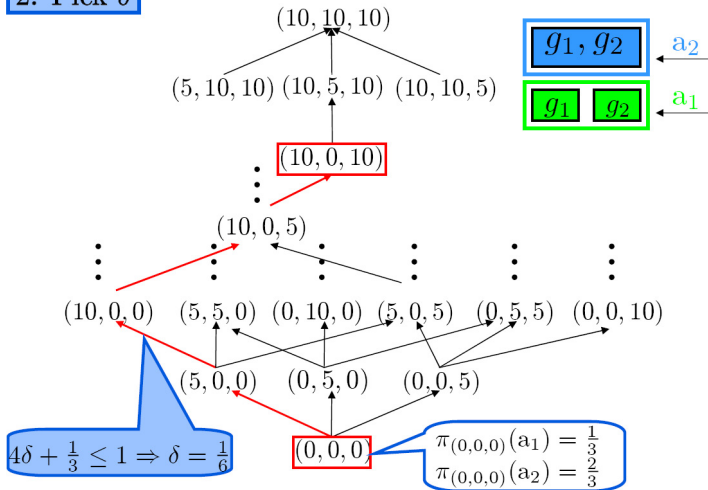 2. Pick θ
(10, 10, 10)
g₁, g₂ a₂
(5, 10, 10) (10, 5, 10) (10, 10, 5)
g₁ g₂ a₁
(10, 0, 10)
(10, 0, 5)
(10, 0, 0) (5, 5, 0) (0, 10, 0) (5, 0, 5) (0, 5, 5) (0, 0, 10)
(5, 0, 0) (0, 5, 0) (0, 0, 5)
4δ + 1/3 ≤ 1 ⇒ δ = 1/6
(0, 0, 0)
π₍₀,₀,₀₎(a₁) = 1/3
π₍₀,₀,₀₎(a₂) = 2/3